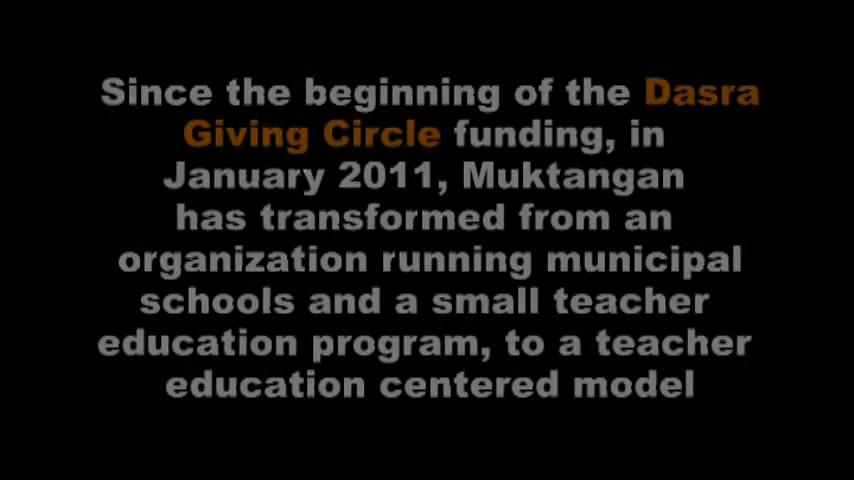 Since the beginning of the Dasra
Giving Circle funding, in
January 2011, Muktangan
has transformed from an
organization running municipal
schools and a small teacher
education program, to a teacher
education centered model